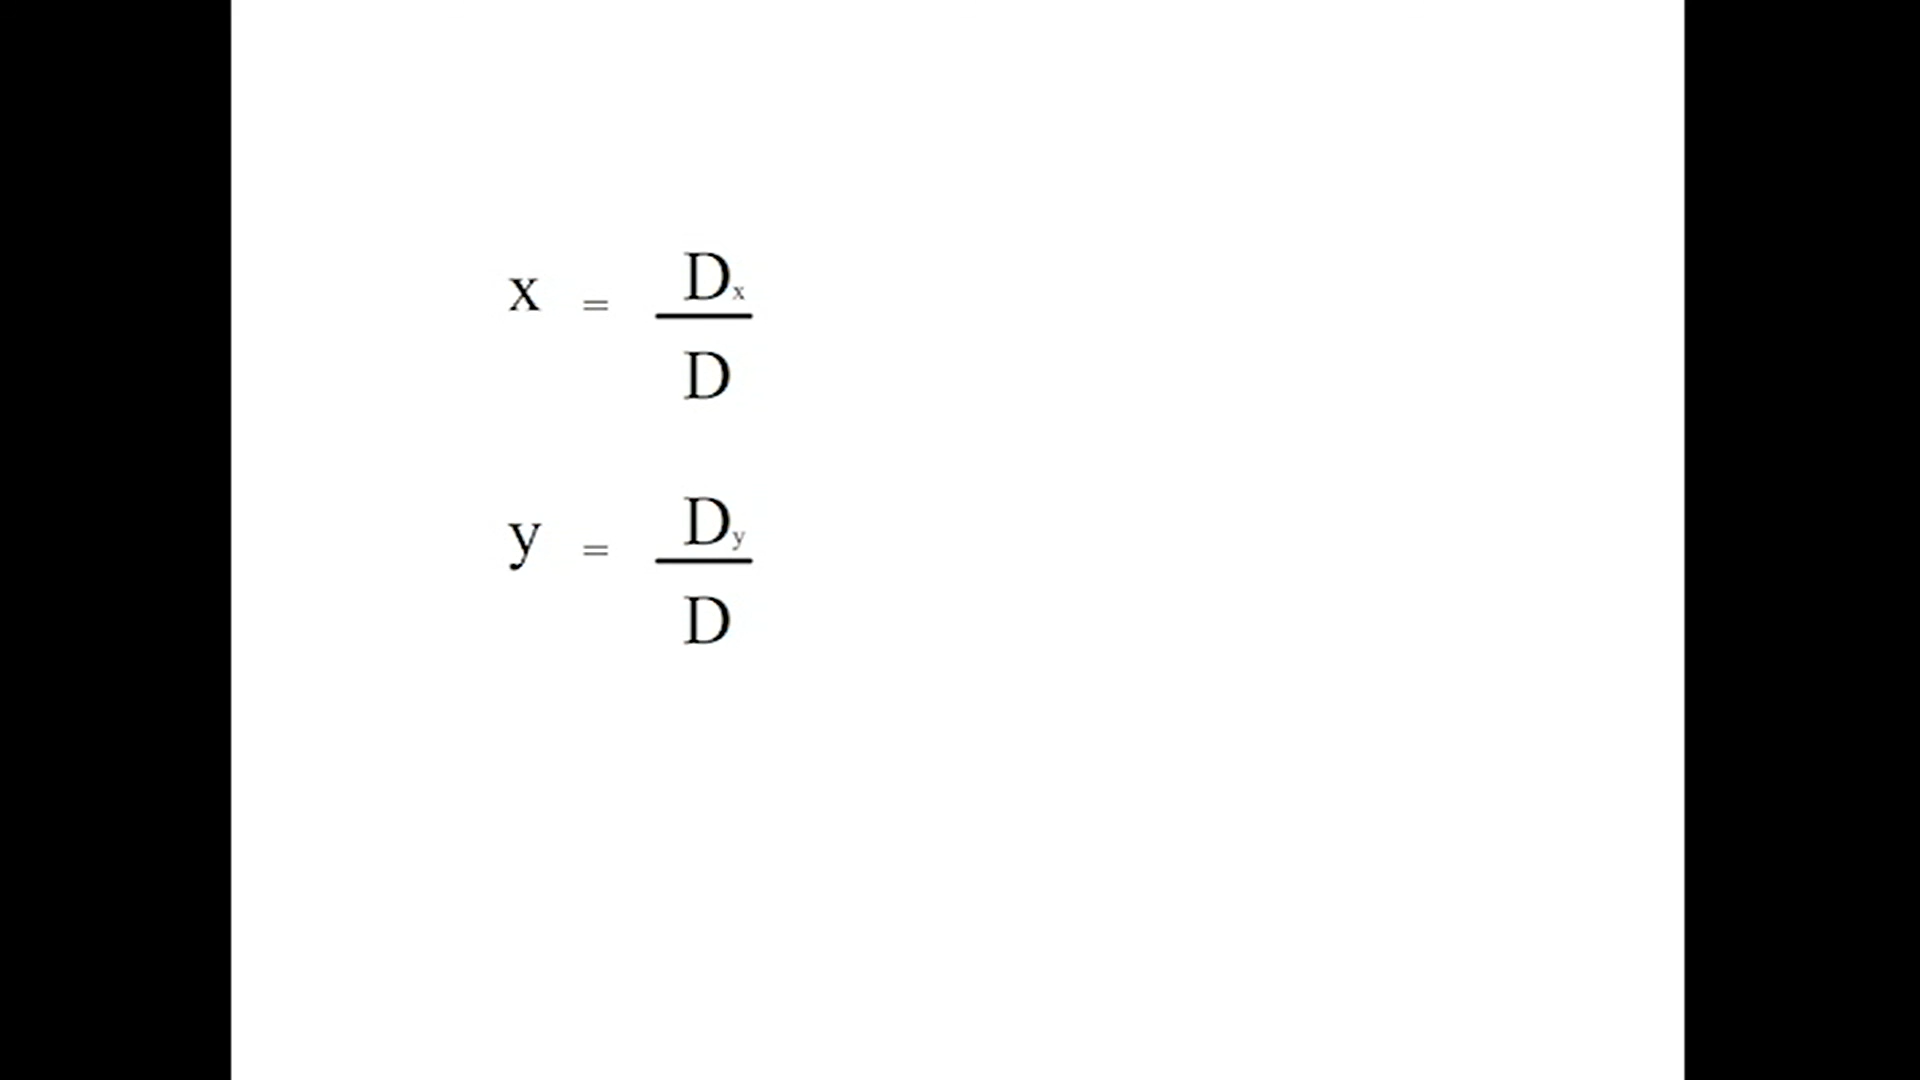 x = Dx
D
y = Dy
D